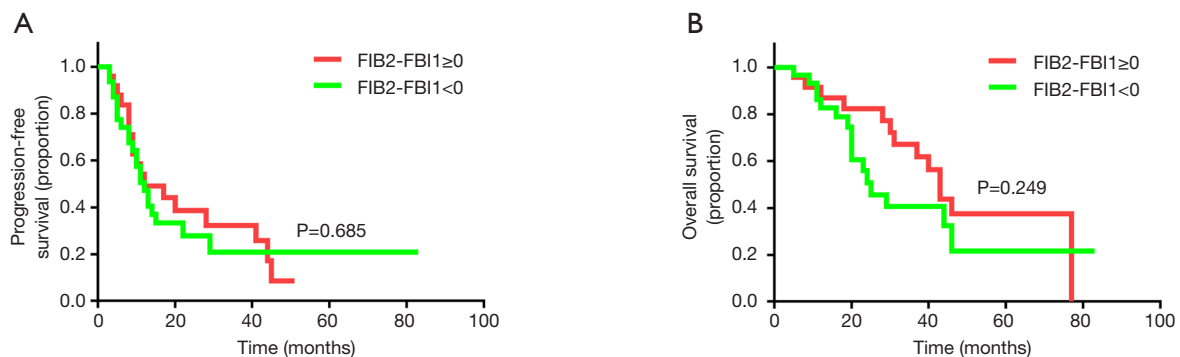 A
Progression-free
survival (proportion)
1.0
0.8
0.6
0.4
0.2
0.0
FIB2-FBI1≥0
FIB2-FBI1<0
P=0.685
0 20 40 60 80 100
Time (months)
B
Overall survival
(proportion)
1.0
0.8
0.6
0.4
0.2
0.0
FIB2-FBI1≥0
FIB2-FBI1<0
P=0.249
0 20 40 60 80 100
Time (months)